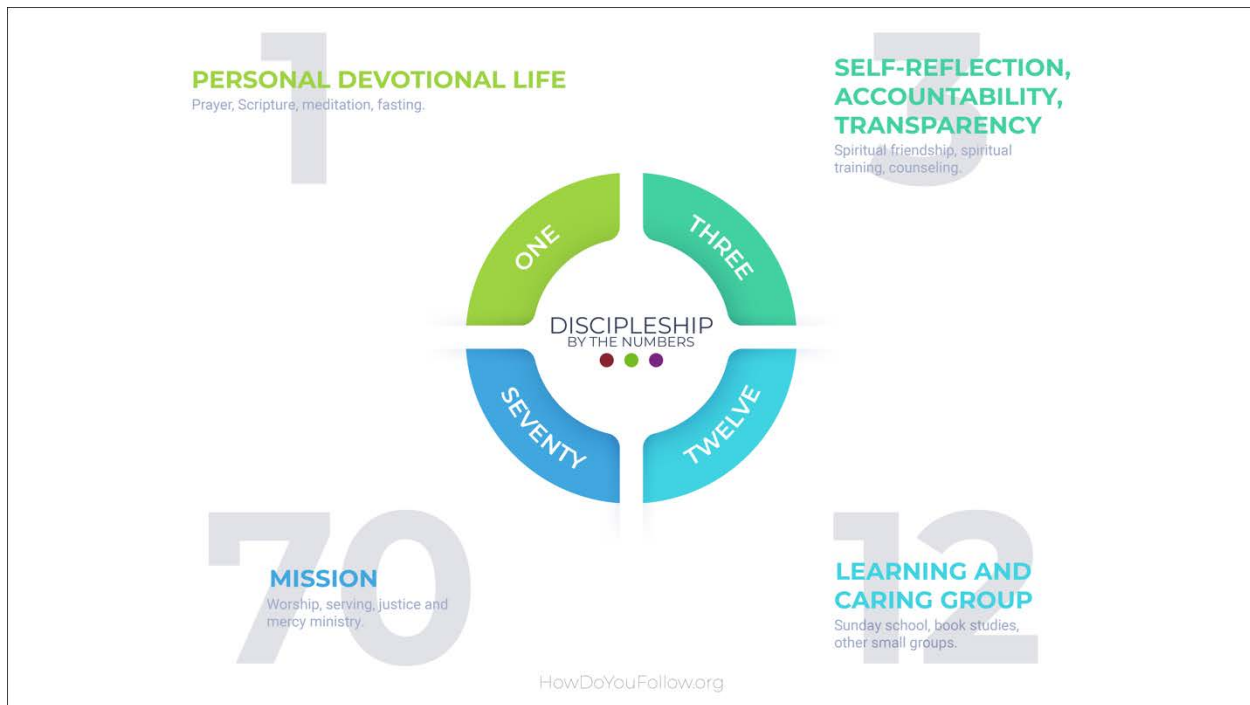 1
PERSONAL DEVOTIONAL LIFE
Prayer, Scripture, meditation, fasting.
3
SELF-REFLECTION,
ACCOUNTABILITY,
TRANSPARENCY
Spiritual friendship, spiritual
training, counseling.
ONE
THREE
DISCIPLESHIP
BY THE NUMBERS
SEVENTY
TWELVE
70
MISSION
Worship, serving, justice and
mercy ministry.
12
LEARNING AND
CARING GROUP
Sunday school, book studies,
other small groups.
HowDoYouFollow.org